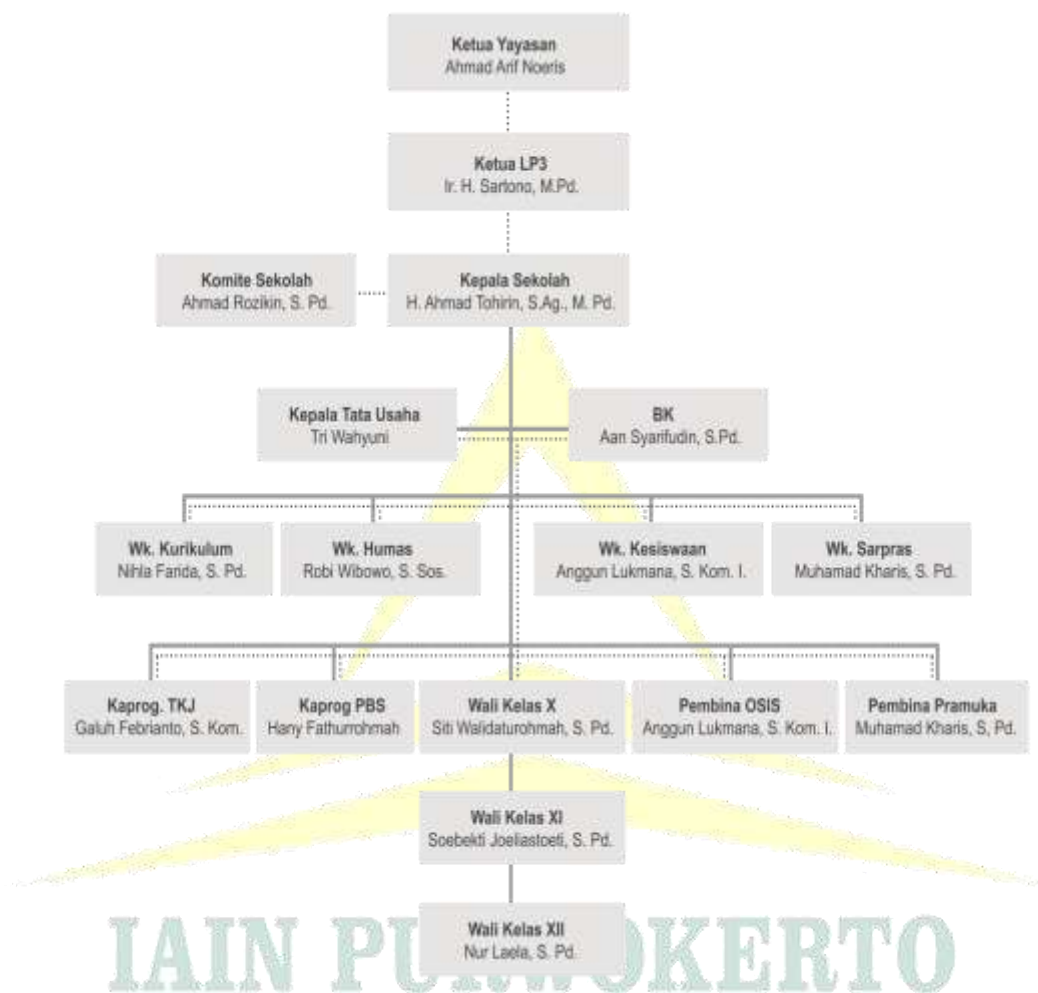 Ketua Yayasan
Ahmad Arif Noeris
Ketua LP3
Ir. H. Sartono, M.Pd.
Komite Sekolah
Ahmad Rozikin, S. Pd.
Kepala Sekolah
H. Ahmad Tohirin, S.Ag., M. Pd.
Kepala Tata Usaha
Tri Wahyuni
BK
Aan Syarifudin, S.Pd.
Wk. Kurikulum
Nihla Farida, S. Pd.
Wk. Humas
Robi Wibowo, S. Sos.
Wk. Kesiswaan
Anggun Lukmana, S. Kom. I.
Wk. Sarpras
Muhamad Kharis, S. Pd.
Kaprog. TKJ
Galuh Febrianto, S. Kom.
Kaprog PBS
Hany Fathurrohmah
Wali Kelas X
Siti Walidaturohmah, S. Pd.
Pembina OSIS
Anggun Lukmana, S. Kom. I.
Pembina Pramuka
Muhamad Kharis, S, Pd.
Wali Kelas XI
Soebekti Joeliastoeti, S. Pd.
Wali Kelas XII
Nur Laela, S. Pd.
IAIN PURWOKERTO